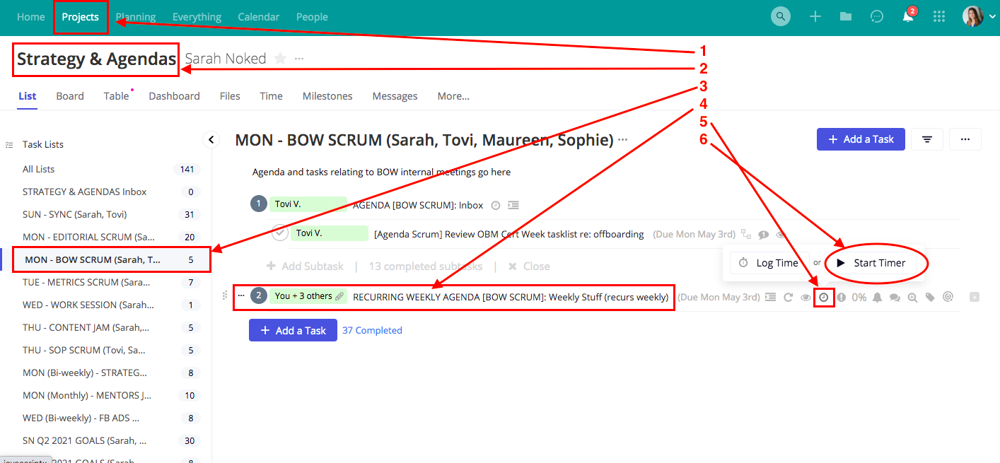 Home Projects Planning Everything Calendar People 2
Strategy & Agendas Sarah Noked ...
1
2
3
4
5
6
List Board Table Dashboard Files Time Milestones Messages More...
Task Lists
All Lists 141
STRATEGY & AGENDAS Inbox 0
SUN - SYNC (Sarah, Tovi) 31
MON - EDITORIAL SCRUM (Sa... 20
MON - BOW SCRUM (Sarah, T... 5
TUE - METRICS SCRUM (Sara... 7
WED - WORK SESSION (Sarah... 1
THU - CONTENT JAM (Sarah,... 5
THU - SOP SCRUM (Tovi, Sa... 5
MON (Bi-weekly) - STRATEG... 8
MON (Monthly) - MENTORS J... 10
WED (Bi-weekly) - FB ADS ... 8
SN Q2 2021 GOALS (Sarah, ... 30
MON - BOW SCRUM (Sarah, Tovi, Maureen, Sophie) ...
+ Add a Task ...
Agenda and tasks relating to BOW internal meetings go here
1 Tovi V. AGENDA [BOW SCRUM]: Inbox
Tovi V. [Agenda Scrum] Review OBM Cert Week tasklist re: offboarding (Due Mon May 3rd) 1
+ Add Subtask | 13 completed subtasks | Close
Log Time or Start Timer
... 2 You + 3 others RECURRING WEEKLY AGENDA [BOW SCRUM]: Weekly Stuff (recurs weekly) (Due Mon May 3rd) 0%
+ Add a Task 37 Completed